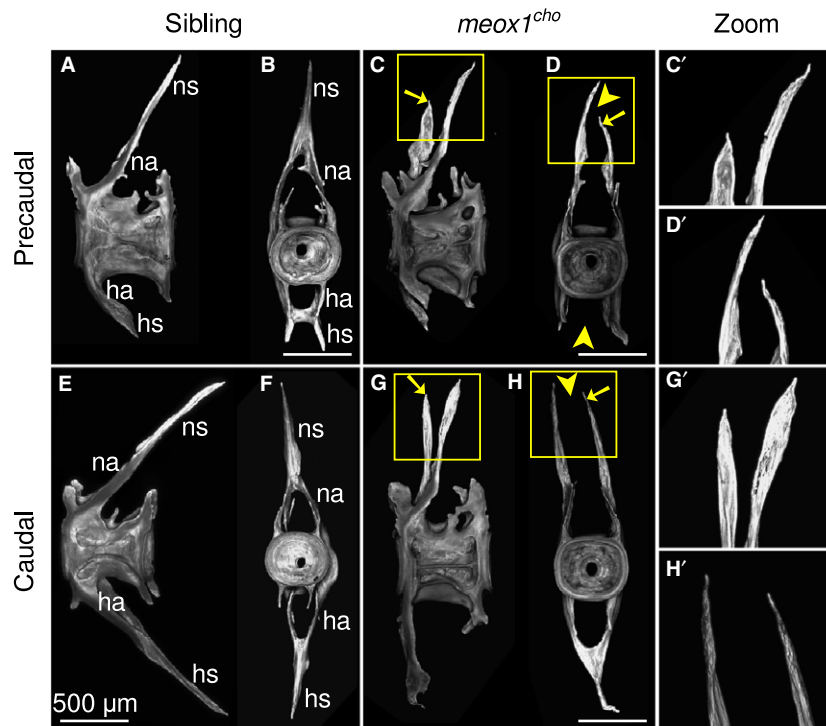 Sibling
meox1cho
Zoom
Precaudal
A
ns
na
ha
hs
B
ns
na
ha
hs
C
D
C′
D′
Caudal
E
ns
na
ha
hs
500 µm
F
ns
na
ha
hs
G
H
G′
H′